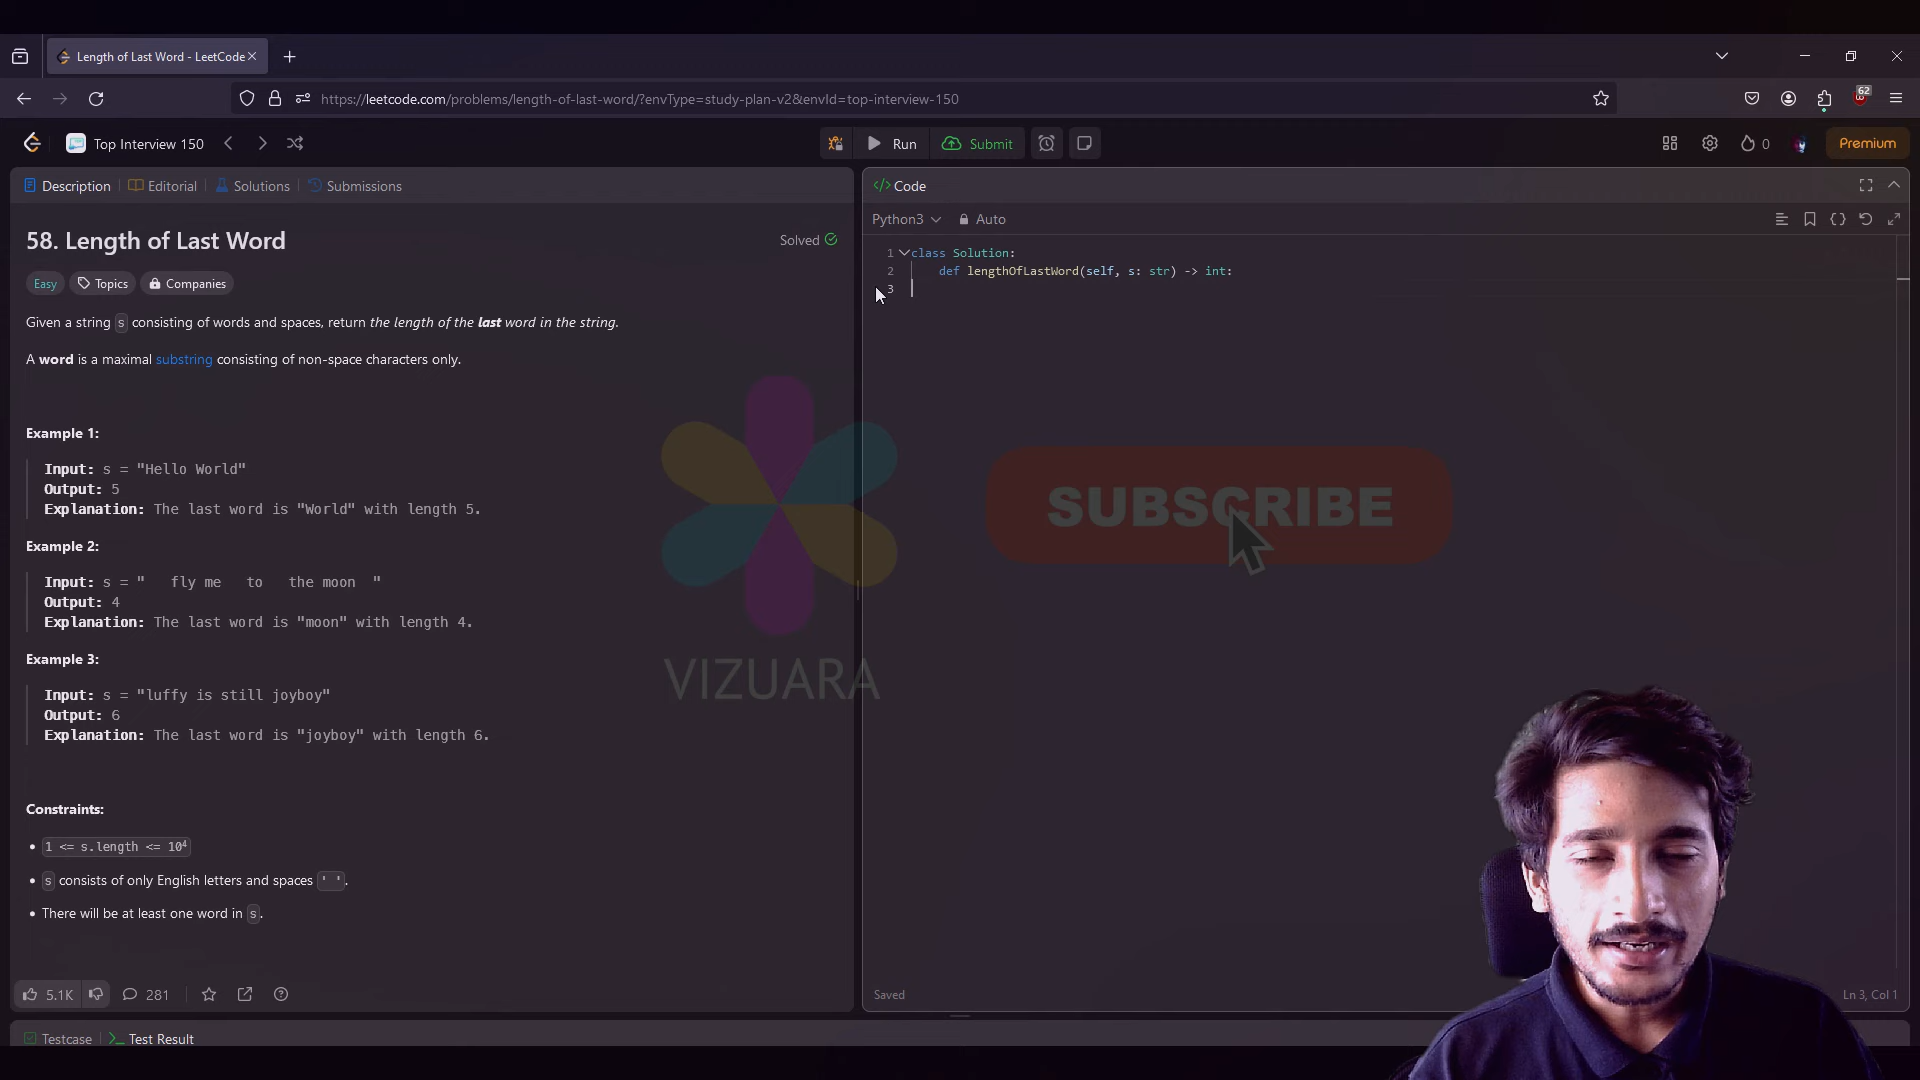 Length of Last Word - LeetCode
https://leetcode.com/problems/length-of-last-word/?envType=study-plan-v2&envId=top-interview-150
62
Top Interview 150
Run
Submit
0
Premium
Description
Editorial
Solutions
Submissions
58. Length of Last Word
Solved
Easy
Topics
Companies
Given a string s consisting of words and spaces, return the length of the last word in the string.
A word is a maximal substring consisting of non-space characters only.
Example 1:
Input: s = "Hello World"
Output: 5
Explanation: The last word is "World" with length 5.
Example 2:
Input: s = "   fly me   to   the moon  "
Output: 4
Explanation: The last word is "moon" with length 4.
Example 3:
Input: s = "luffy is still joyboy"
Output: 6
Explanation: The last word is "joyboy" with length 6.
Constraints:
• 1 <= s.length <= 10⁴
• s consists of only English letters and spaces ' '.
• There will be at least one word in s.
5.1K
281
Testcase
>_ Test Result
</> Code
Python3
Auto
1 class Solution:
2     def lengthOfLastWord(self, s: str) -> int:
3
Saved
Ln 3, Col 1
VIZUARA
SUBSCRIBE